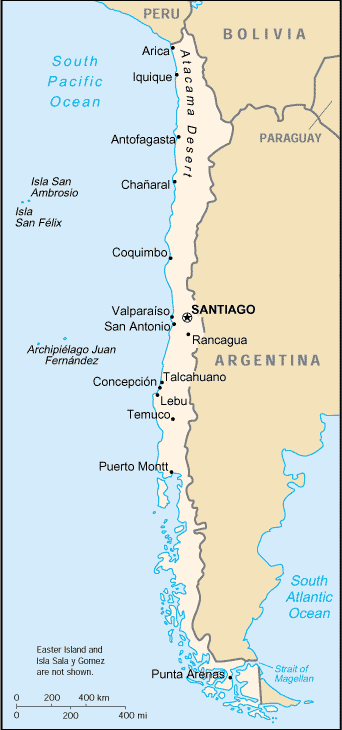 PERU
BOLIVIA
Arica
South
Pacific
Ocean
Iquique
Atacama Desert
PARAGUAY
Antofagasta
Isla San
Ambrosio
Chañaral
Isla
San Félix
Coquimbo
Valparaíso
SANTIAGO
San Antonio
Rancagua
Archipiélago Juan
Fernández
ARGENTINA
Talcahuano
Concepción
Lebu
Temuco
Puerto Montt
South
Atlantic
Ocean
Easter Island and
Isla Sala y Gomez
are not shown.
Strait of
Magellan
Punta Arenas
0 200 400 km
0 200 400 mi